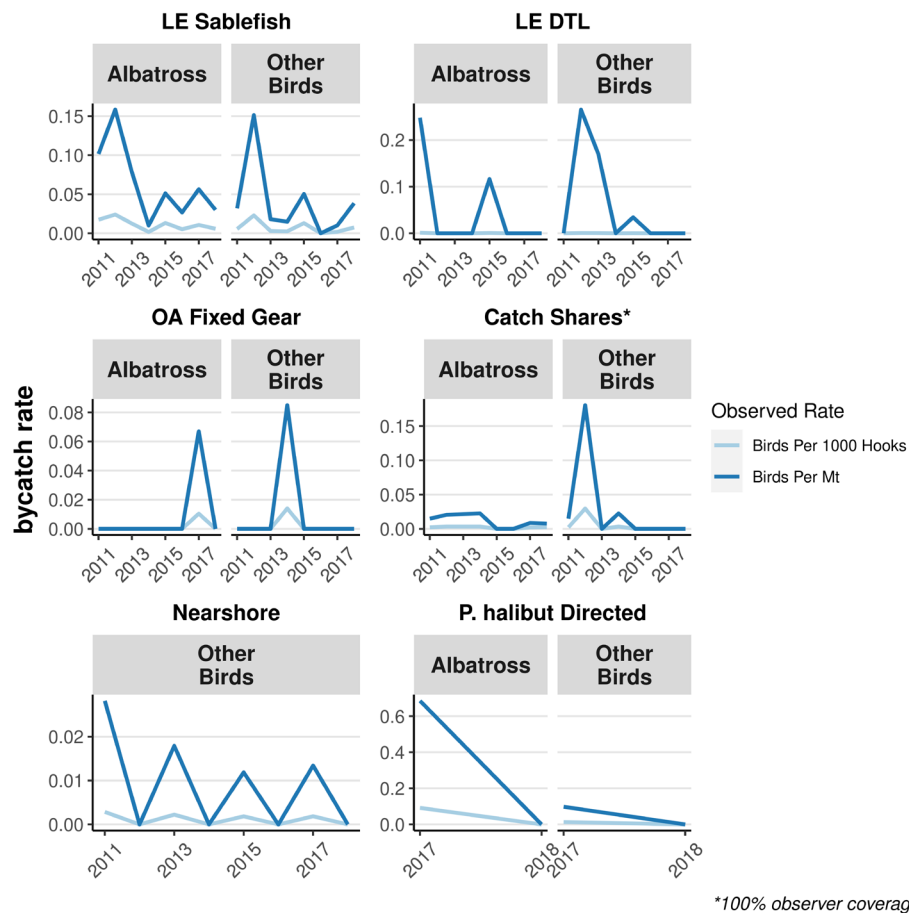 LE Sablefish
LE DTL
Albatross
Other
Birds
Albatross
Other
Birds
0.15
0.10
0.05
0.00
2011
2013
2015
2017
2011
2013
2015
2017
0.2
0.1
0.0
2011
2013
2015
2017
2011
2013
2015
2017
OA Fixed Gear
Catch Shares*
Albatross
Other
Birds
Albatross
Other
Birds
bycatch rate
0.08
0.06
0.04
0.02
0.00
2011
2013
2015
2017
2011
2013
2015
2017
0.15
0.10
0.05
0.00
2011
2013
2015
2017
2011
2013
2015
2017
Observed Rate
Birds Per 1000 Hooks
Birds Per Mt
Nearshore
P. halibut Directed
Other
Birds
Albatross
Other
Birds
0.02
0.01
0.00
2011
2013
2015
2017
0.6
0.4
0.2
0.0
2017
2018
2017
2018
*100% observer coverag